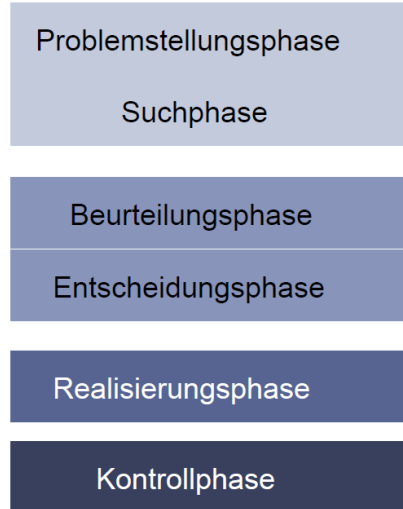 Problemstellungsphase
Suchphase
Beurteilungsphase
Entscheidungsphase
Realisierungsphase
Kontrollphase